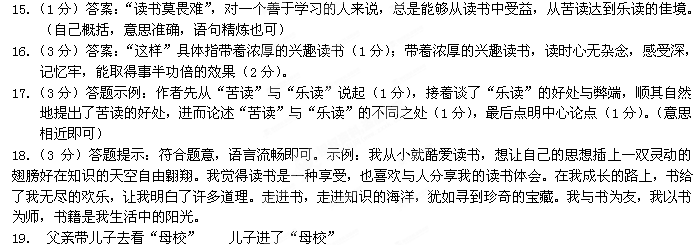 15.（1 分）答案：“读书莫畏难”，对一个善于学习的人来说，总是能够从读书中受益，从苦读达到乐读的佳境。
（自己概括，意思准确，语句精炼也可）
16.（3 分）答案：“这样”具体指带着浓厚的兴趣读书（1 分）；带着浓厚的兴趣读书，读时心无杂念，感受深，
记忆牢，能取得事半功倍的效果（2 分）。
17.（3 分）答题示例：作者先从“苦读”与“乐读”说起（1 分），接着谈了“乐读”的好处与弊端，顺其自然
地提出了苦读的好处，进而论述“苦读”与“乐读”的不同之处（1 分），最后点明中心论点（1 分）。（意思
相近即可）
18.（3 分）答题提示：符合题意，语言流畅即可。示例：我从小就酷爱读书，想让自己的思想插上一双灵动的
翅膀好在知识的天空自由翱翔。我觉得读书是一种享受，也喜欢与人分享我的读书体会。在我成长的路上，书给
了我无尽的欢乐，让我明白了许多道理。走进书，走进知识的海洋，犹如寻到珍奇的宝藏。我与书为友，我以书
为师，书籍是我生活中的阳光。
19. 父亲带儿子去看“母校” 儿子进了“母校”